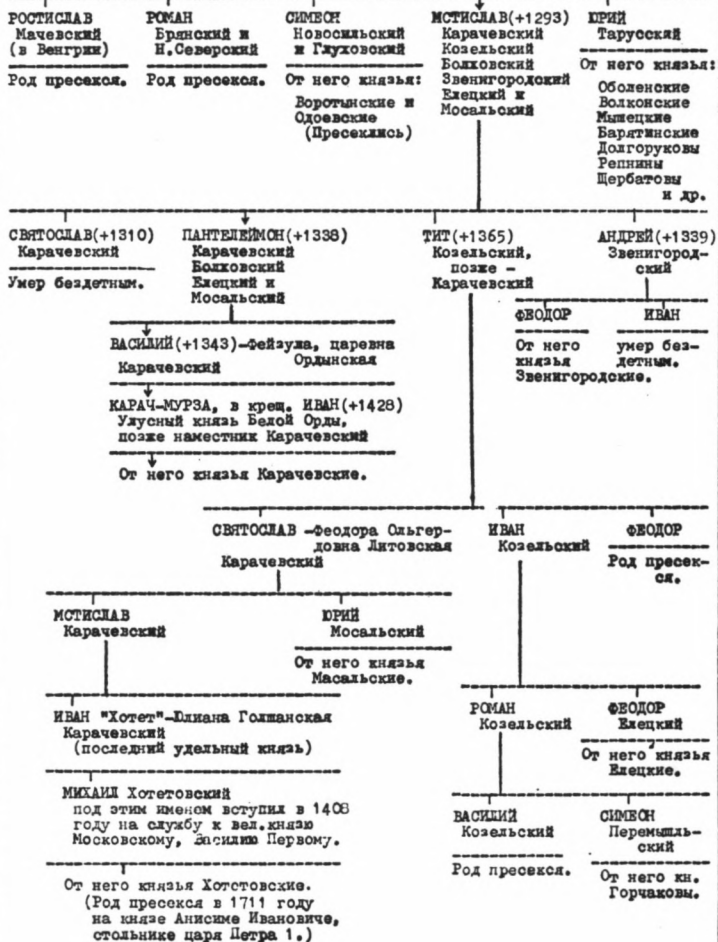 РОСТИСЛАВ
Мачевский
(в Венгрии)
Род пресекся.
РОМАН
Брянский и
Н.Северский
Род пресекся.
СИМЕОН
Новосильский
и Глуховский
От него князья:
Воротынские и
Одоевские
(Пресеклись)
МСТИСЛАВ(+1293)
Карачевский
Козельский
Болховский
Звенигородский
Елецкий и
Мосальский
ЮРИЙ
Тарусский
От него князья:
Оболенские
Волконские
Мышецкие
Барятинские
Долгоруковы
Репнины
Щербатовы
и др.
СВЯТОСЛАВ(+1310)
Карачевский
Умер бездетным.
ПАНТЕЛЕЙМОН(+1338)
Карачевский
Болховский
Елецкий и
Мосальский
ТИТ(+1365)
Козельский,
позже -
Карачевский
АНДРЕЙ(+1339)
Звенигород-
ский
ФЕОДОР
От него
князья
Звенигородские.
ИВАН
умер без-
детным.
ВАСИЛИЙ(+1343)-Фейзула, царевна
Карачевский Ордынская
КАРАЧ-МУРЗА, в крещ. ИВАН(+1428)
Улусный князь Белой Орды,
позже наместник Карачевский
От него князья Карачевские.
СВЯТОСЛАВ -Феодора Ольгер-
довна Литовская
Карачевский
ИВАН
Козельский
ФЕОДОР
Род пресек-
ся.
МСТИСЛАВ
Карачевский
ЮРИЙ
Мосальский
От него князья
Масальские.
ИВАН "Хотет"-Юлиана Голшанская
Карачевский
(последний удельный князь)
РОМАН
Козельский
ФЕОДОР
Елецкий
От него князья
Елецкие.
МИХАИЛ Хотетовский
под этим именом вступил в 1408
году на службу к вел.князю
Московскому, Василию Первому.
ВАСИЛИЙ
Козельский
Род пресекся.
СИМЕОН
Перемышль-
ский
От него кн.
Горчаковы.
От него князья Хотетовские.
(Род пресекся в 1711 году
на князе Анисиме Ивановиче,
стольнике царя Петра 1.)